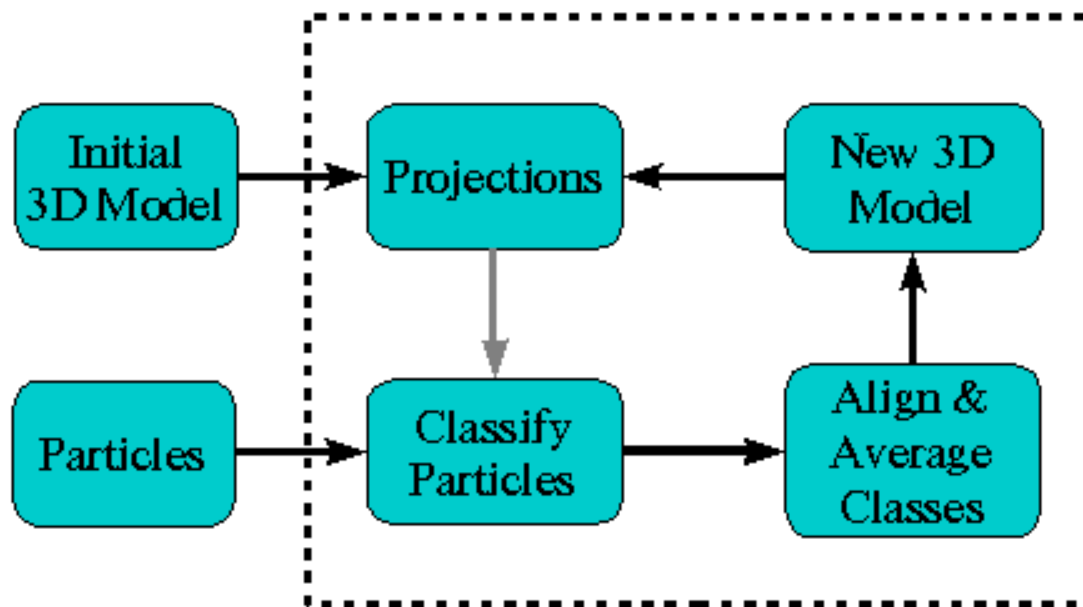 Initial
3D Model
Projections
New 3D
Model
Particles
Classify
Particles
Align &
Average
Classes